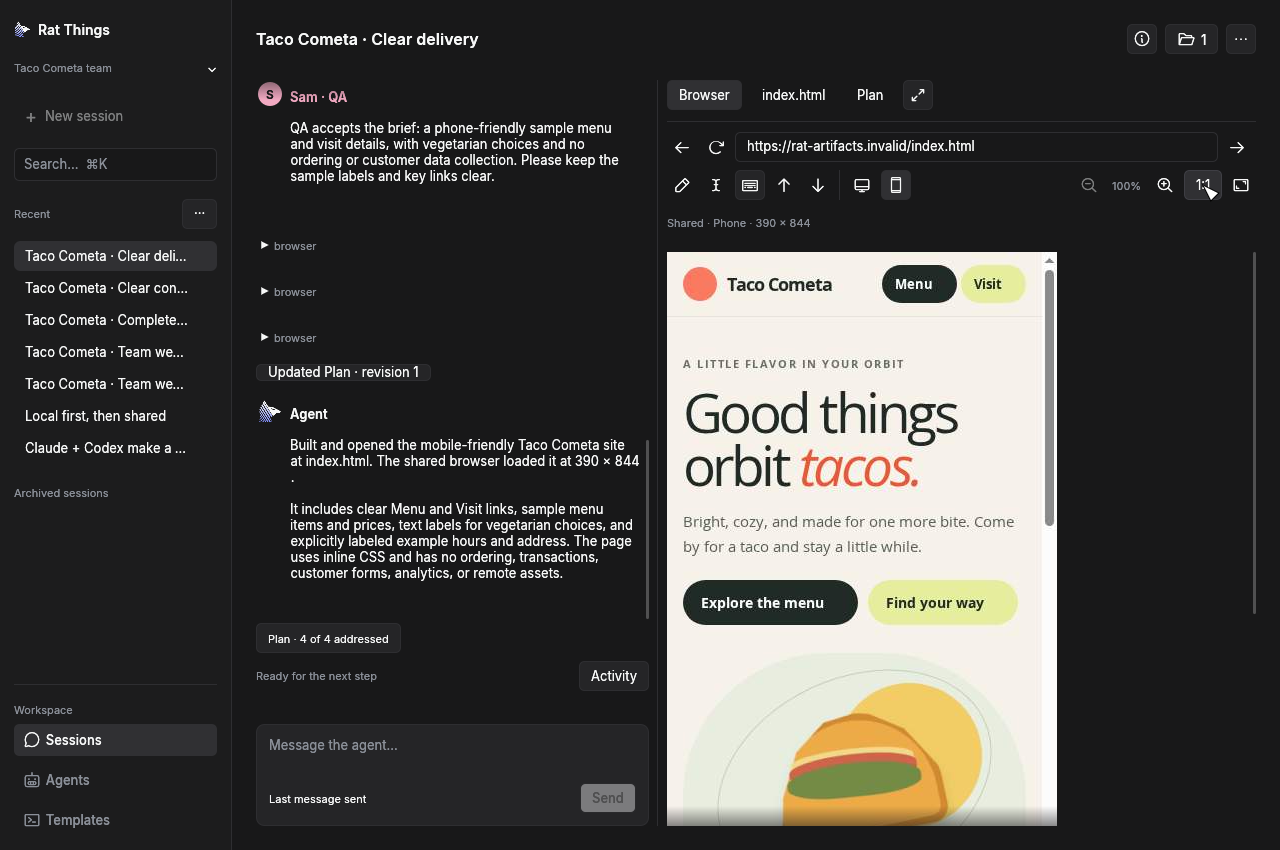 Rat Things
Taco Cometa team
+ New session
Search... ⌘K
Recent
...
Taco Cometa · Clear deli...
Taco Cometa · Clear con...
Taco Cometa · Complete...
Taco Cometa · Team we...
Taco Cometa · Team we...
Local first, then shared
Claude + Codex make a ...
Archived sessions
Workspace
Sessions
Agents
Templates
Taco Cometa · Clear delivery
1
...
S
Sam · QA
QA accepts the brief: a phone-friendly sample menu
and visit details, with vegetarian choices and no
ordering or customer data collection. Please keep the
sample labels and key links clear.
browser
browser
browser
Updated Plan · revision 1
Agent
Built and opened the mobile-friendly Taco Cometa site
at index.html. The shared browser loaded it at 390 × 844
.
It includes clear Menu and Visit links, sample menu
items and prices, text labels for vegetarian choices, and
explicitly labeled example hours and address. The page
uses inline CSS and has no ordering, transactions,
customer forms, analytics, or remote assets.
Plan · 4 of 4 addressed
Ready for the next step
Activity
Message the agent...
Last message sent
Send
Browser
index.html
Plan
https://rat-artifacts.invalid/index.html
100%
1:1
Shared · Phone · 390 × 844
Taco Cometa
Menu
Visit
A LITTLE FLAVOR IN YOUR ORBIT
Good things
orbit tacos.
Bright, cozy, and made for one more bite. Come
by for a taco and stay a little while.
Explore the menu
Find your way